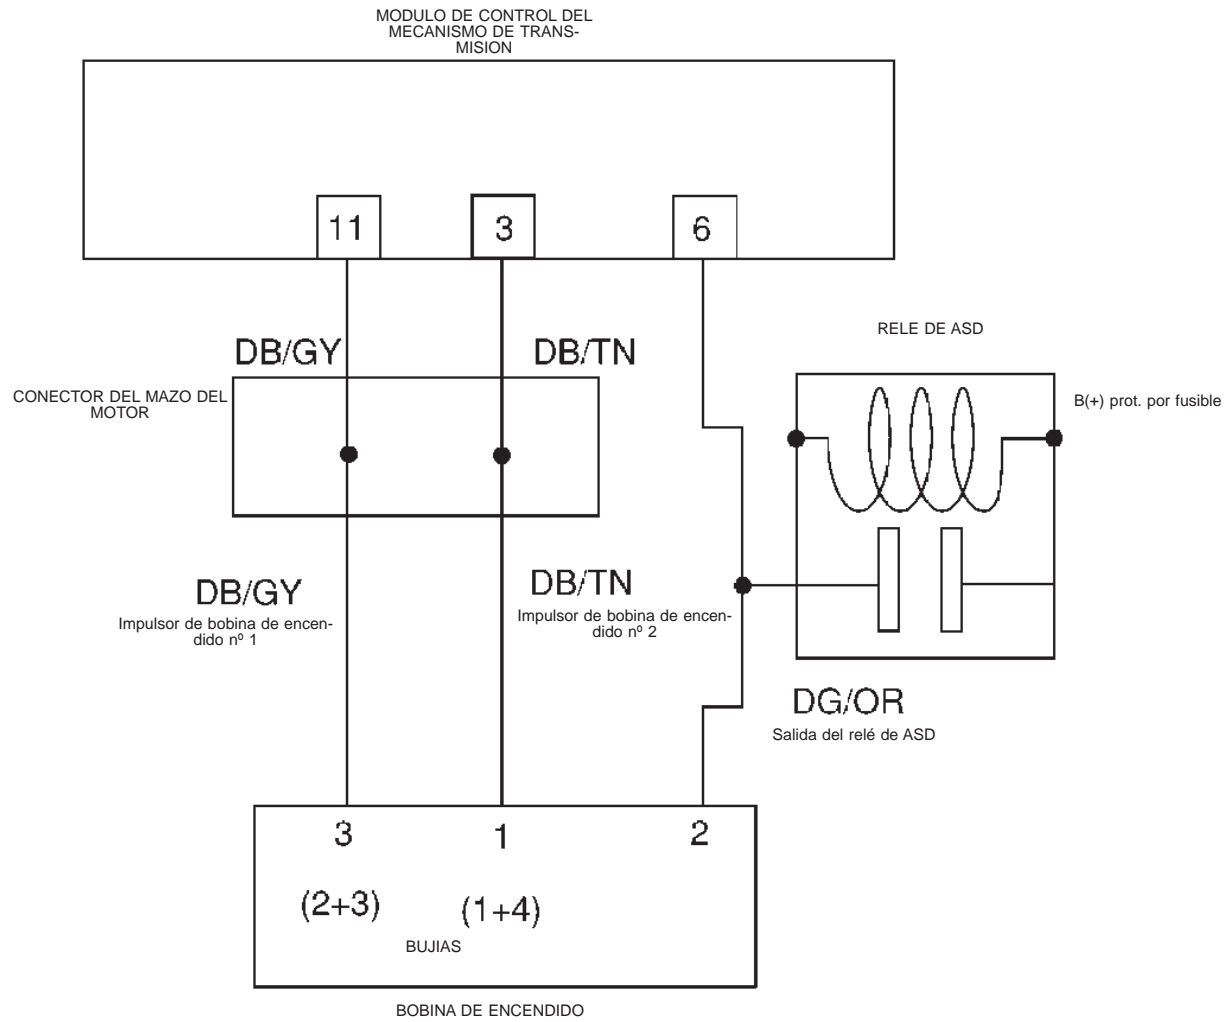 MODULO DE CONTROL DEL
MECANISMO DE TRANS-
MISION
11
3
6
RELE DE ASD
DB/GY
DB/TN
CONECTOR DEL MAZO DEL
MOTOR
B(+) prot. por fusible
DB/GY
Impulsor de bobina de encen-
dido nº 1
DB/TN
Impulsor de bobina de encen-
dido nº 2
DG/OR
Salida del relé de ASD
3
1
2
(2+3)
(1+4)
BUJIAS
BOBINA DE ENCENDIDO